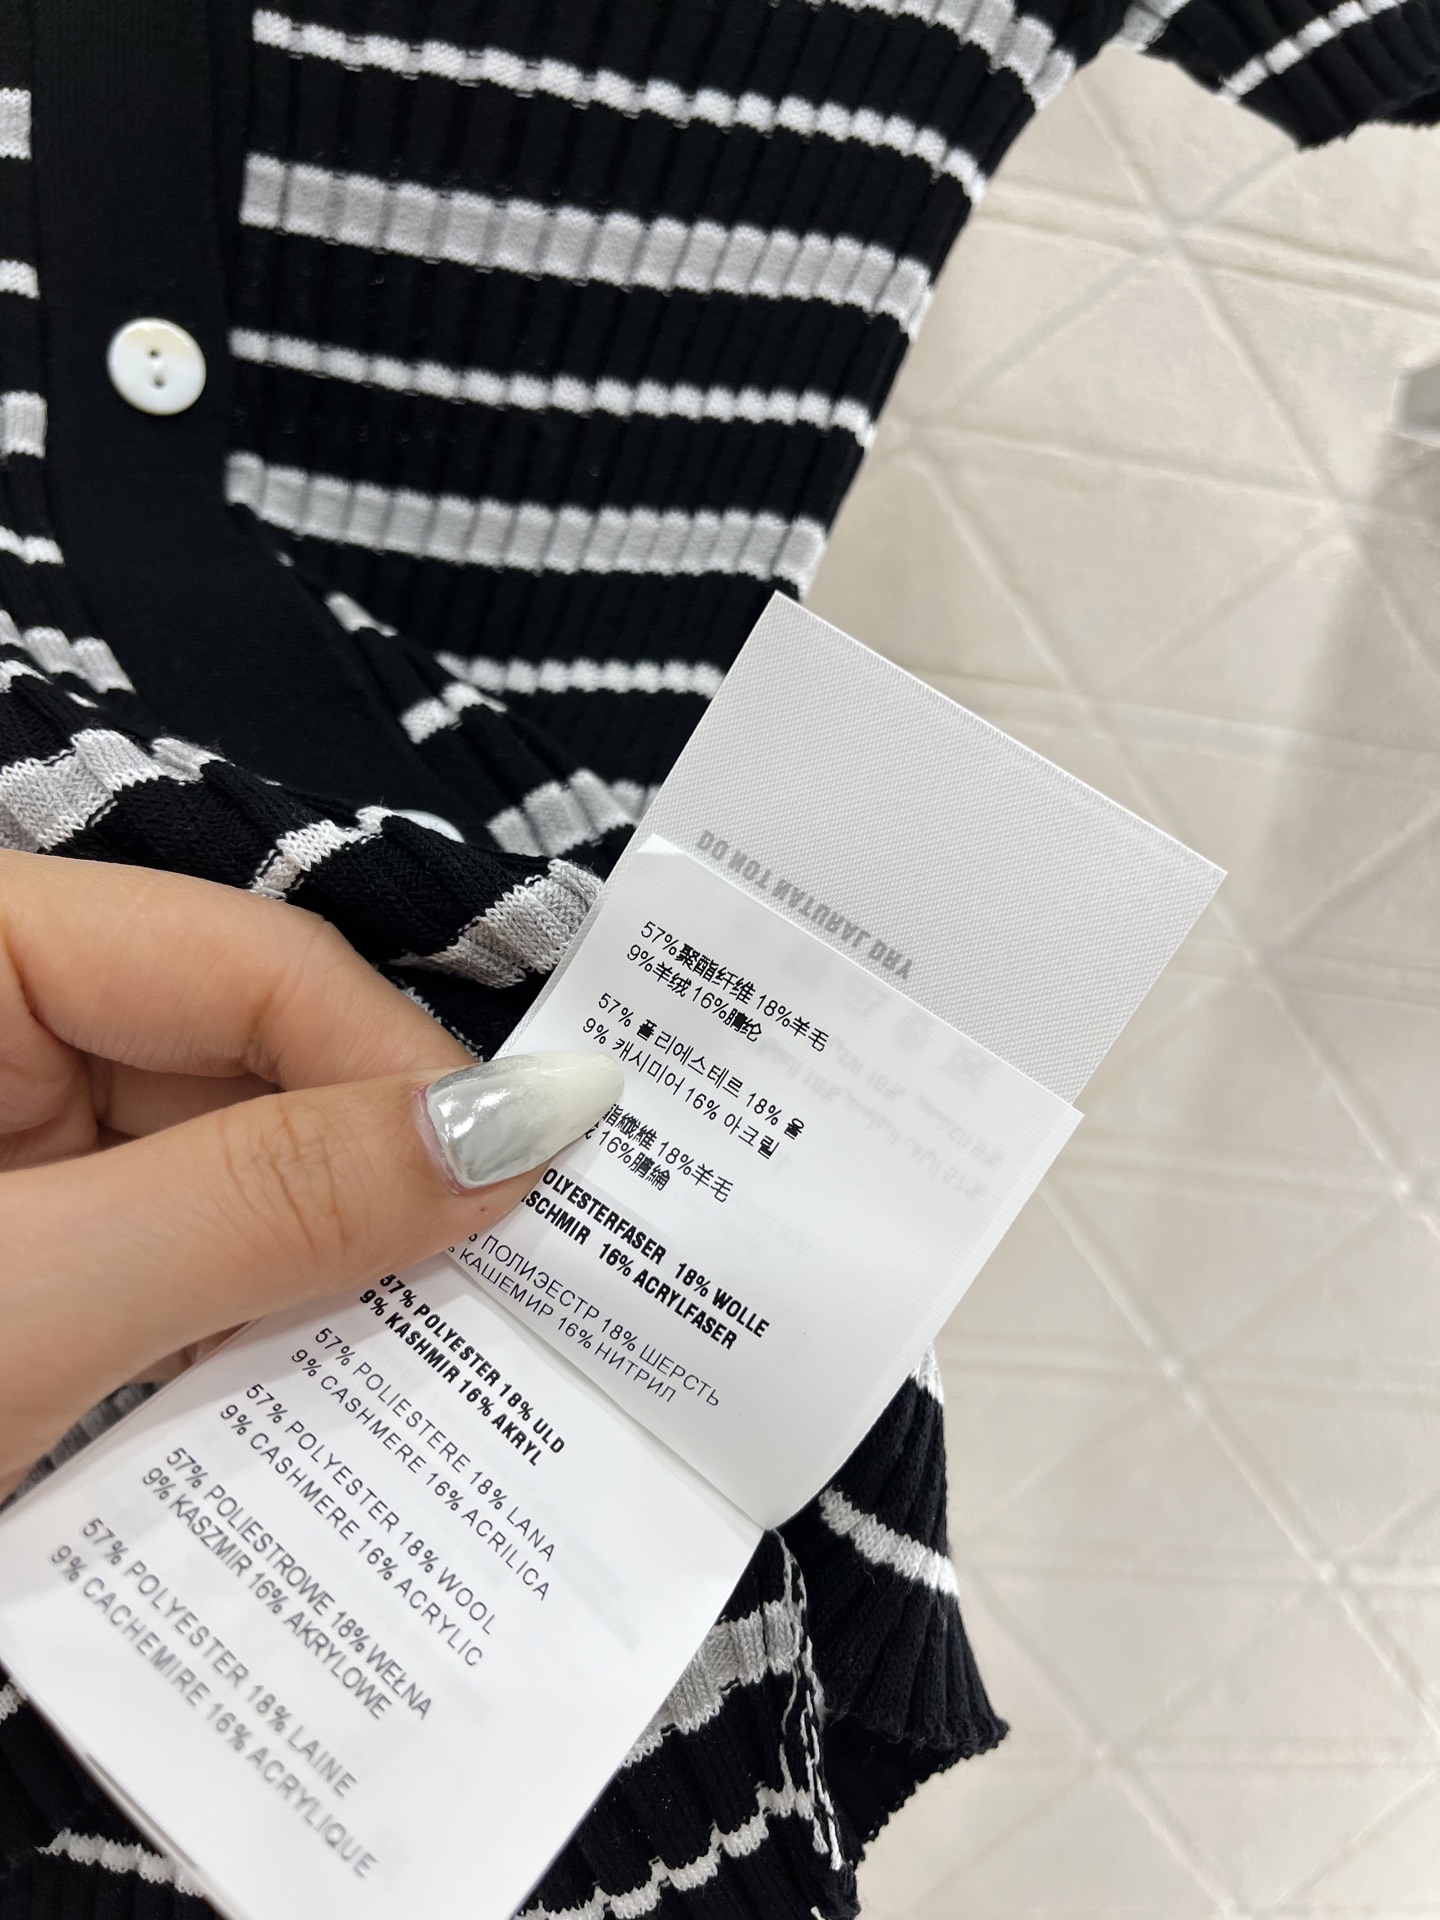 DO NOT NATURAL DRY
57%聚酯纤维 18%羊毛
9%羊绒 16%腈纶
57% 폴리에스테르 18% 울
9% 캐시미어 16% 아크릴
酯纖維 18%羊毛
16%腈綸
OLYESTERFASER 18% WOLLE
SCHMIR 16% ACRYLFASER
% ПОЛИЭСТР 18% ШЕРСТЬ
% КАШЕМИР 16% НИТРИЛ
57% POLYESTER 18% ULD
9% KASHMIR 16% AKRYL
57% POLIESTERE 18% LANA
9% CASHMERE 16% ACRILICA
57% POLYESTER 18% WOOL
9% CASHMERE 16% ACRYLIC
57% POLIESTROWE 18% WEŁNA
9% KASZMIR 16% AKRYLOWE
57% POLYESTER 18% LAINE
9% CACHEMIRE 16% ACRYLIQUE